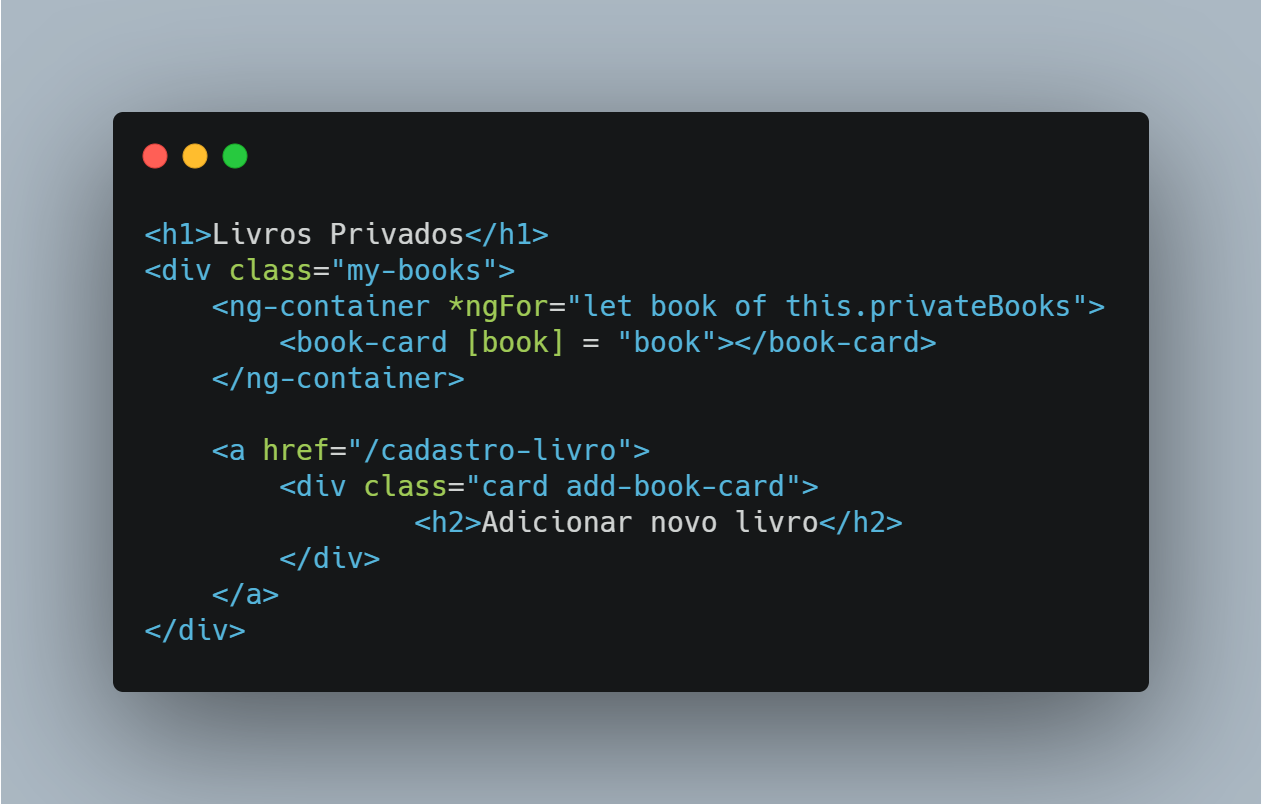 <h1>Livros Privados</h1>
<div class="my-books">
    <ng-container *ngFor="let book of this.privateBooks">
        <book-card [book] = "book"></book-card>
    </ng-container>

    <a href="/cadastro-livro">
        <div class="card add-book-card">
                <h2>Adicionar novo livro</h2>
        </div>
    </a>
</div>